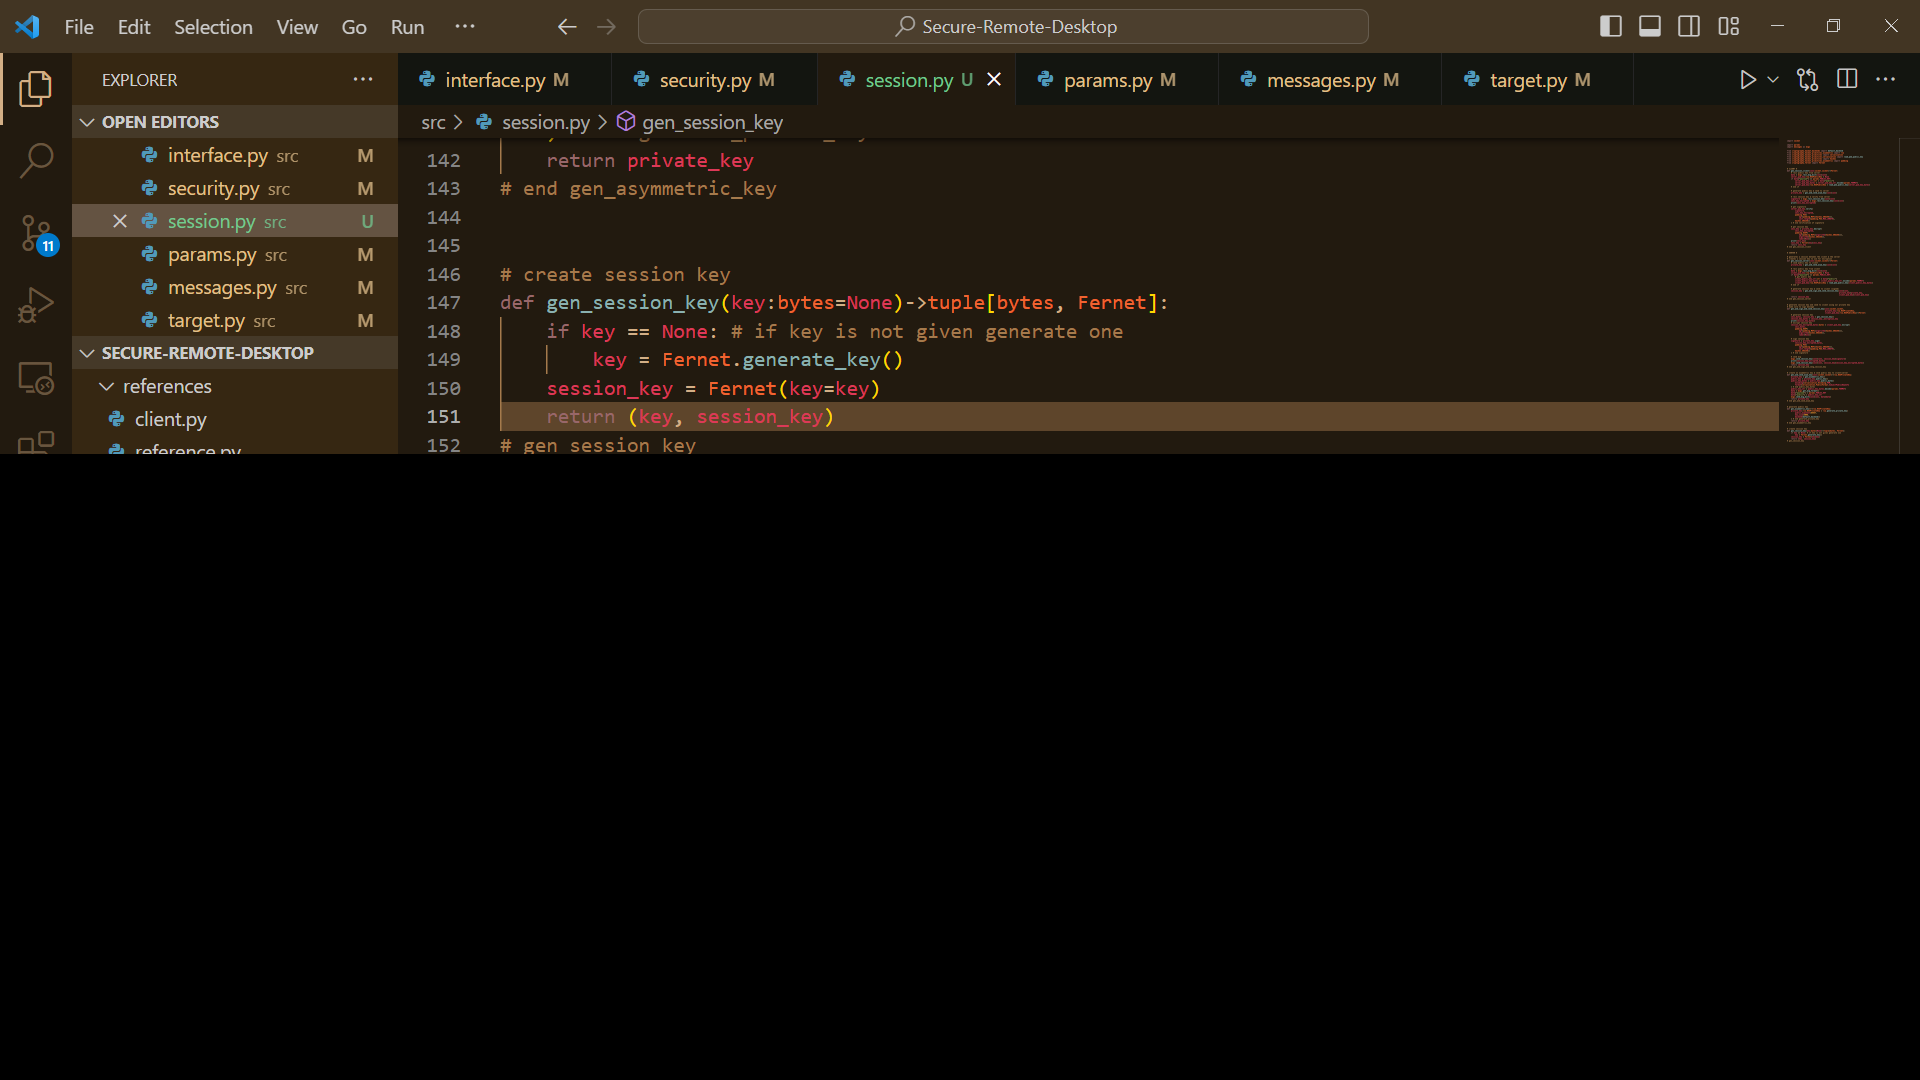 File Edit Selection View Go Run ··· Secure-Remote-Desktop
EXPLORER ···
interface.py M security.py M session.py U params.py M messages.py M target.py M
OPEN EDITORS
interface.py src M
security.py src M
session.py src U
params.py src M
messages.py src M
target.py src M
SECURE-REMOTE-DESKTOP
references
client.py
reference.py
11
src > session.py > gen_session_key
142 return private_key
143 # end gen_asymmetric_key
144
145
146 # create session key
147 def gen_session_key(key:bytes=None)->tuple[bytes, Fernet]:
148 if key == None: # if key is not given generate one
149 key = Fernet.generate_key()
150 session_key = Fernet(key=key)
151 return (key, session_key)
152 # gen session key